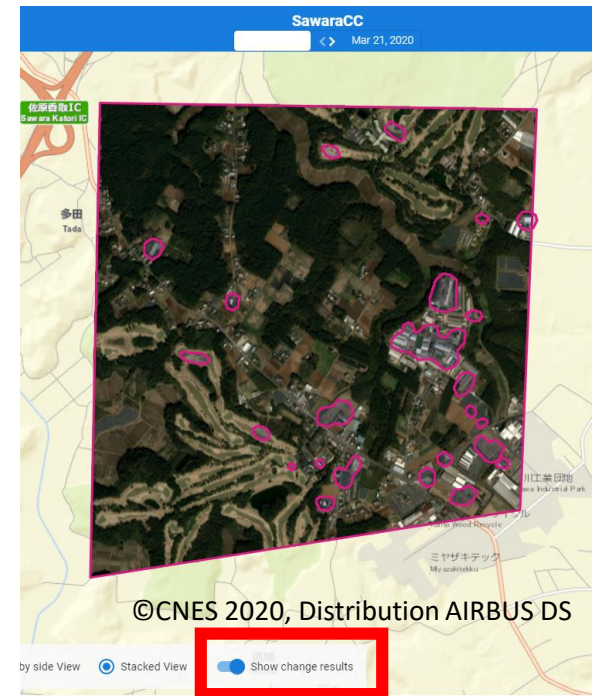 SawaraCC
Mar 21, 2020
佐原香取IC
Sawara Katori IC
多田
Tada
川工業団地
wa Industrial Park
Wood Recycle
ミヤザキテック
Miyazakitekku
©CNES 2020, Distribution AIRBUS DS
by side View
Stacked View
Show change results